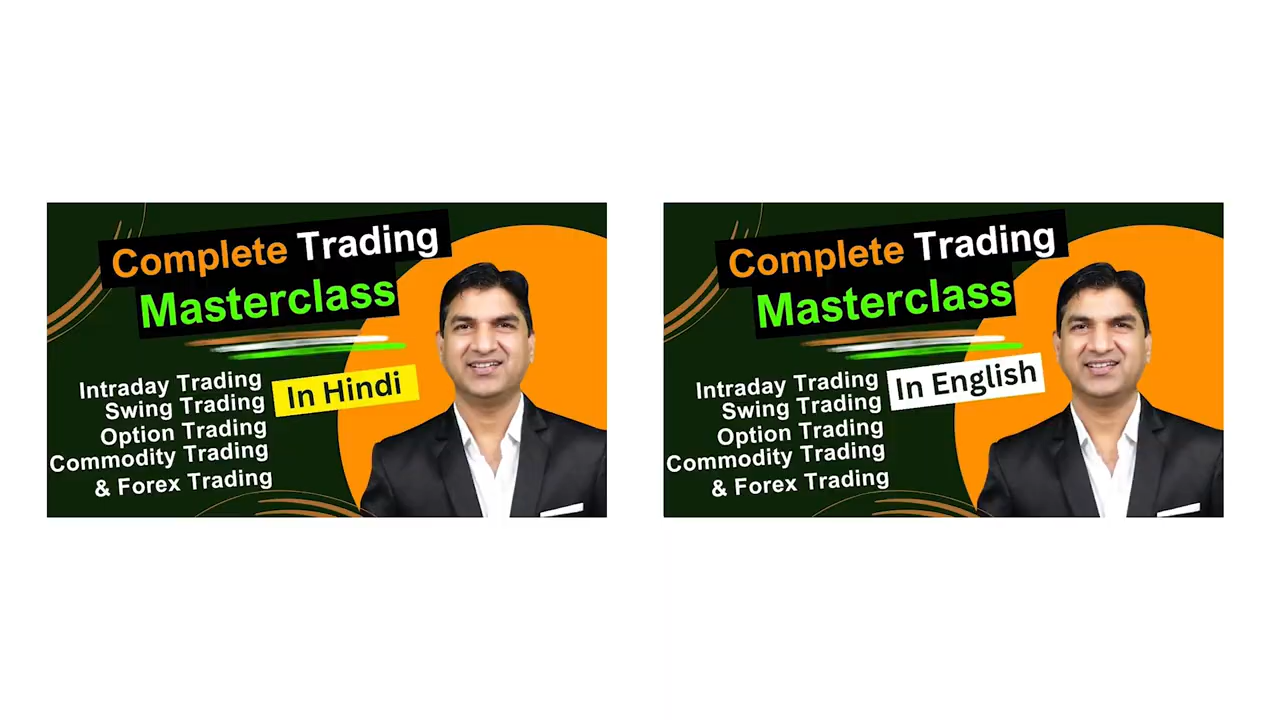 Complete Trading
Masterclass
In Hindi
Intraday Trading
Swing Trading
Option Trading
Commodity Trading
& Forex Trading
Complete Trading
Masterclass
In English
Intraday Trading
Swing Trading
Option Trading
Commodity Trading
& Forex Trading